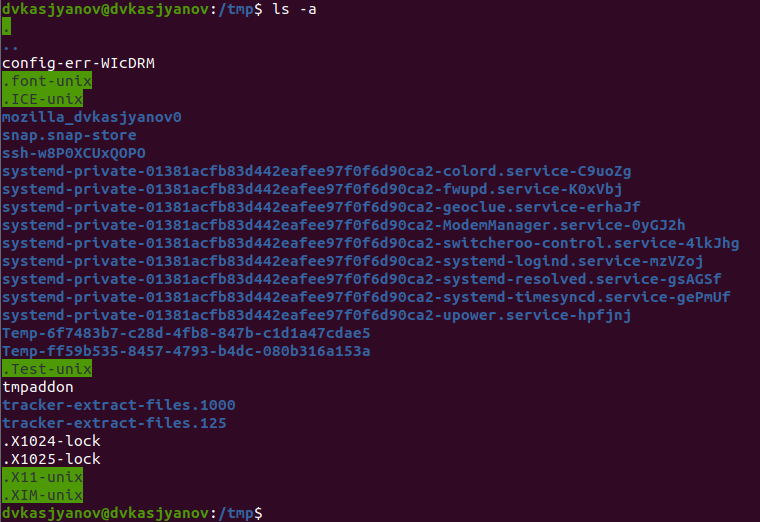 dvkasjyanov@dvkasjyanov:/tmp$ ls -a
.
..
config-err-WIcDRM
.font-unix
.ICE-unix
mozilla_dvkasjyanov0
snap.snap-store
ssh-w8P0XCUxQOPO
systemd-private-01381acfb83d442eafee97f0f6d90ca2-colord.service-C9uoZg
systemd-private-01381acfb83d442eafee97f0f6d90ca2-fwupd.service-K0xVbj
systemd-private-01381acfb83d442eafee97f0f6d90ca2-geoclue.service-erhaJf
systemd-private-01381acfb83d442eafee97f0f6d90ca2-ModemManager.service-0yGJ2h
systemd-private-01381acfb83d442eafee97f0f6d90ca2-switcheroo-control.service-4lkJhg
systemd-private-01381acfb83d442eafee97f0f6d90ca2-systemd-logind.service-mzVZoj
systemd-private-01381acfb83d442eafee97f0f6d90ca2-systemd-resolved.service-gsAGSf
systemd-private-01381acfb83d442eafee97f0f6d90ca2-systemd-timesyncd.service-gePmUf
systemd-private-01381acfb83d442eafee97f0f6d90ca2-upower.service-hpfjnj
Temp-6f7483b7-c28d-4fb8-847b-c1d1a47cdae5
Temp-ff59b535-8457-4793-b4dc-080b316a153a
.Test-unix
tmpaddon
tracker-extract-files.1000
tracker-extract-files.125
.X1024-lock
.X1025-lock
.X11-unix
.XIM-unix
dvkasjyanov@dvkasjyanov:/tmp$